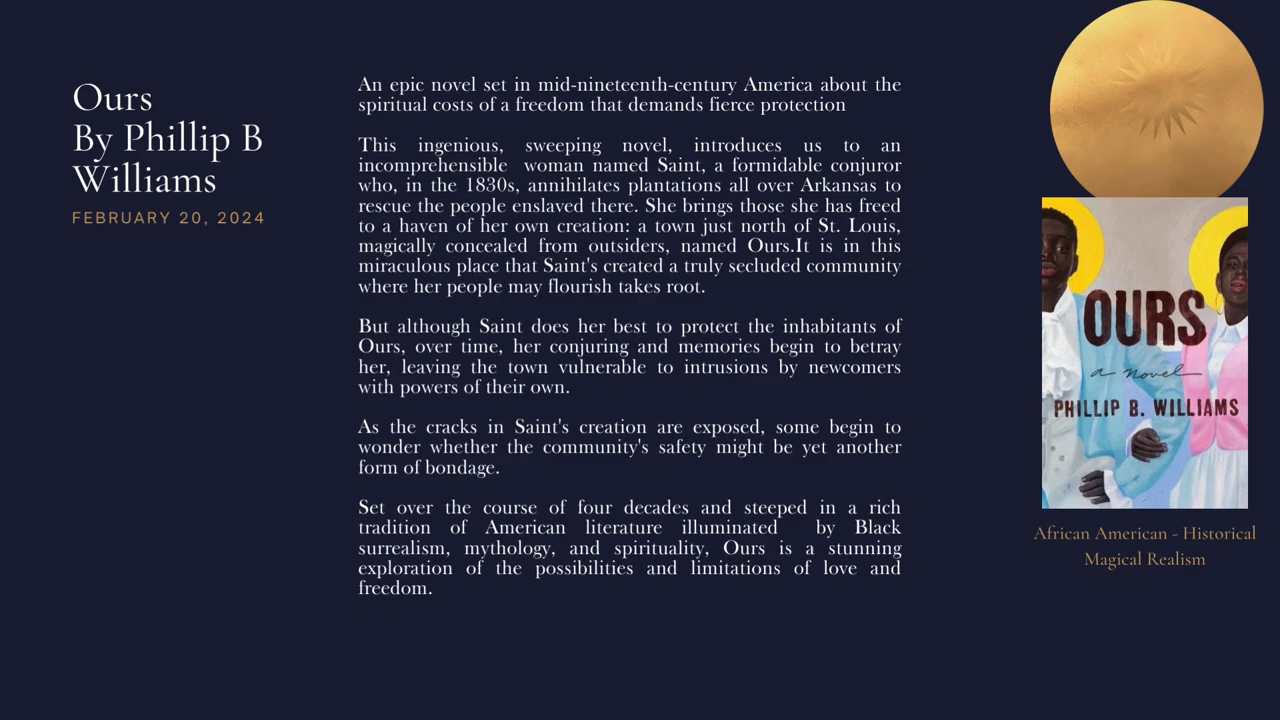 Ours
By Phillip B
Williams
FEBRUARY 20, 2024
An epic novel set in mid-nineteenth-century America about the
spiritual costs of a freedom that demands fierce protection
This ingenious, sweeping novel, introduces us to an
incomprehensible woman named Saint, a formidable conjuror
who, in the 1830s, annihilates plantations all over Arkansas to
rescue the people enslaved there. She brings those she has freed
to a haven of her own creation: a town just north of St. Louis,
magically concealed from outsiders, named Ours.It is in this
miraculous place that Saint's created a truly secluded community
where her people may flourish takes root.
But although Saint does her best to protect the inhabitants of
Ours, over time, her conjuring and memories begin to betray
her, leaving the town vulnerable to intrusions by newcomers
with powers of their own.
As the cracks in Saint's creation are exposed, some begin to
wonder whether the community's safety might be yet another
form of bondage.
Set over the course of four decades and steeped in a rich
tradition of American literature illuminated by Black
surrealism, mythology, and spirituality, Ours is a stunning
exploration of the possibilities and limitations of love and
freedom.
OURS
a novel
PHILLIP B. WILLIAMS
African American - Historical
Magical Realism